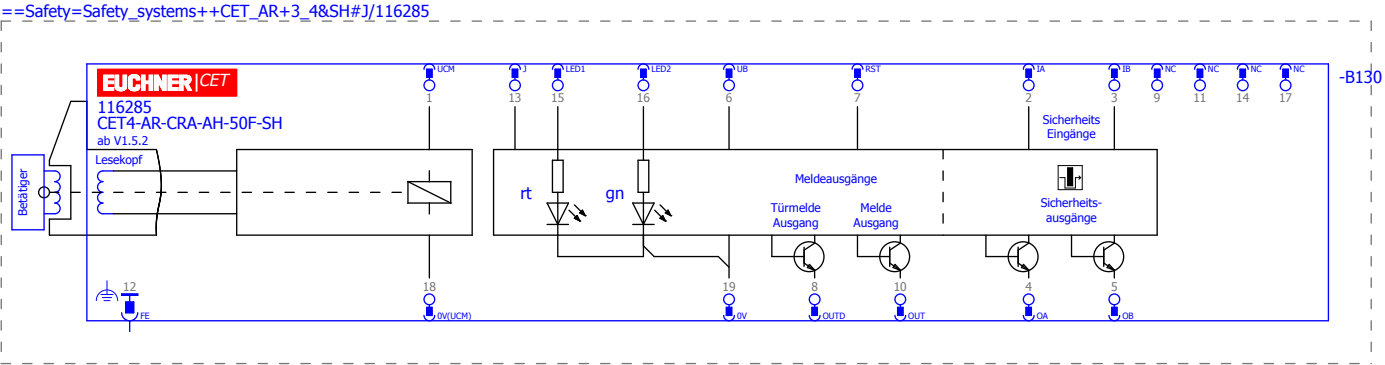 ==Safety=Safety_systems++CET_AR+3_4&SH#J/116285
UCM J LED1 LED2 UB RST IA IB NC NC NC NC
-B130
EUCHNER CET
1 13 15 16 6 7 2 3 9 11 14 17
116285
CET4-AR-CRA-AH-50F-SH
ab V1.5.2
Sicherheits
Eingänge
Lesekopf
Betätiger
rt
gn
Meldeausgänge
Türmelde
Ausgang
Melde
Ausgang
Sicherheits-
ausgänge
12 18 19 8 10 4 5
FE 0V(UCM) 0V OUTD OUT OA OB